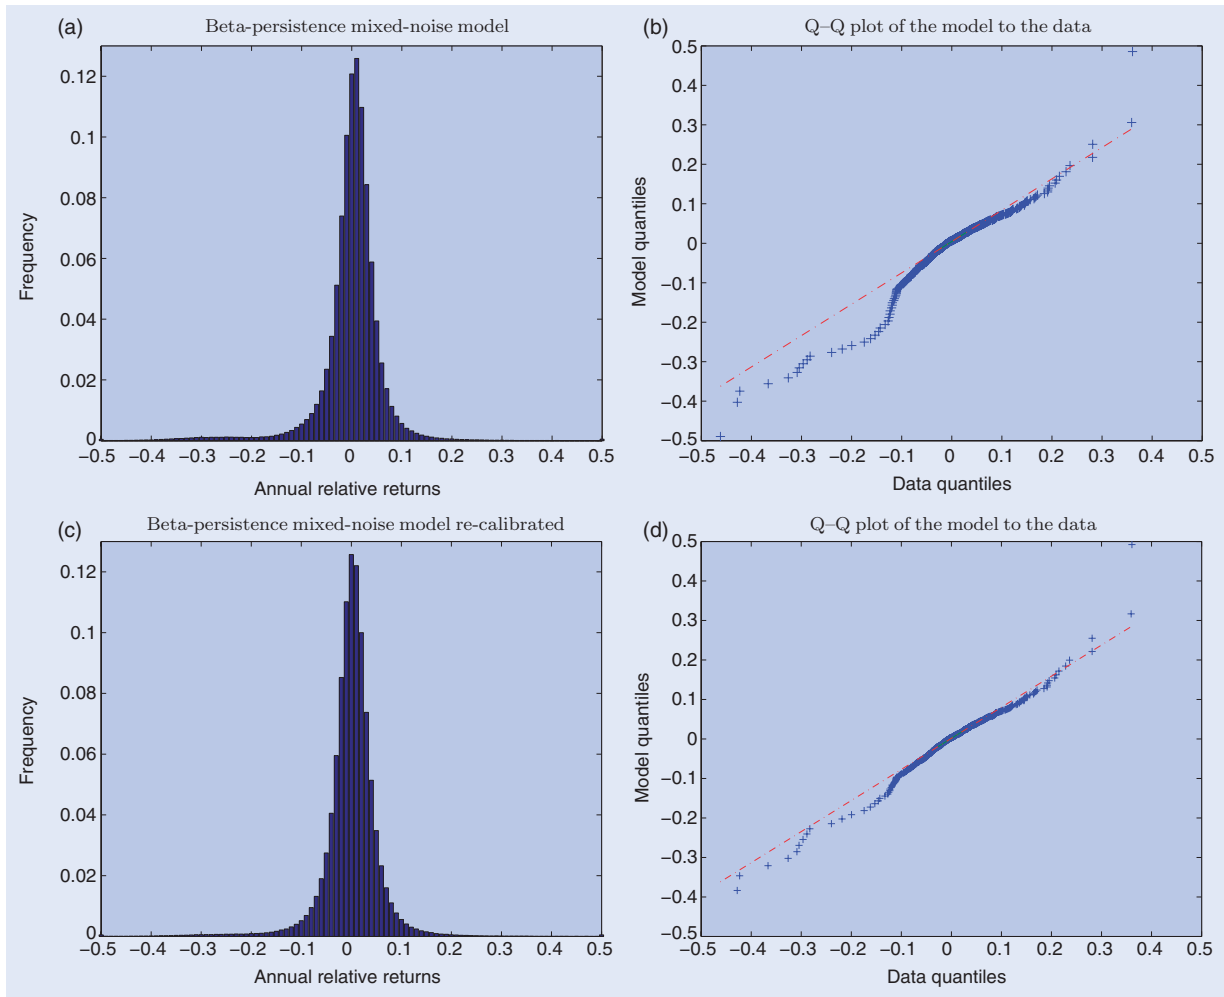 (a) Beta-persistence mixed-noise model
0.12
0.1
0.08
0.06
0.04
0.02
0
Frequency
−0.5 −0.4 −0.3 −0.2 −0.1 0 0.1 0.2 0.3 0.4 0.5
Annual relative returns
(b) Q–Q plot of the model to the data
0.5
0.4
0.3
0.2
0.1
0
−0.1
−0.2
−0.3
−0.4
−0.5
Model quantiles
−0.5 −0.4 −0.3 −0.2 −0.1 0 0.1 0.2 0.3 0.4 0.5
Data quantiles
(c) Beta-persistence mixed-noise model re-calibrated
0.12
0.1
0.08
0.06
0.04
0.02
0
Frequency
−0.5 −0.4 −0.3 −0.2 −0.1 0 0.1 0.2 0.3 0.4 0.5
Annual relative returns
(d) Q–Q plot of the model to the data
0.5
0.4
0.3
0.2
0.1
0
−0.1
−0.2
−0.3
−0.4
−0.5
Model quantiles
−0.5 −0.4 −0.3 −0.2 −0.1 0 0.1 0.2 0.3 0.4 0.5
Data quantiles